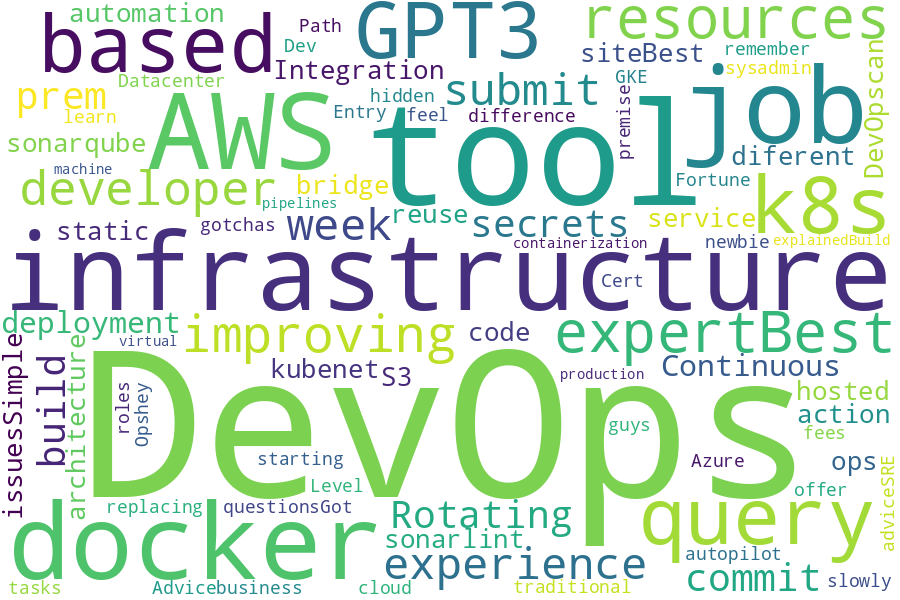 automation
Path
GPT3
resources
based
Dev
siteBest
remember
Integration
sysadmin
Datacenter
prem
hidden
submit
GKE
job
DevOpscan
learn
AWS
Entry
feel
difference
tool
premise
sonarqube
diferent
machine
developer
bridge
Fortune
k8s
pipelines
reuse
week
secrets
service
static
gotchas
containerization
newbie
explainedBuild
infrastructure
Cert
deployment
improving
code
expertBest
virtual
issuesSimple
build
architecture
kubenet
S3
production
Continuous
DevOps
roles
Opshey
hosted
action
guys
fees
starting
Azure
ops
Level
offer
adviceSRE
docker
replacing
questionsGot
Rotating
query
sonarlint
experience
autopilot
commit
slowly
tasks
Advicebusiness
cloud
traditional